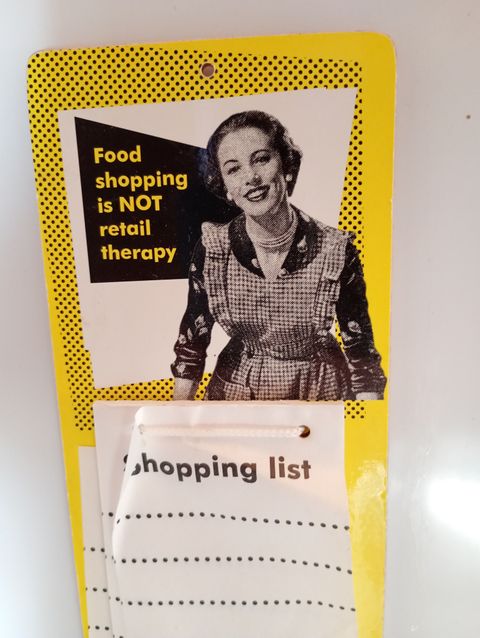 Food
shopping
is NOT
retail
therapy
Shopping list